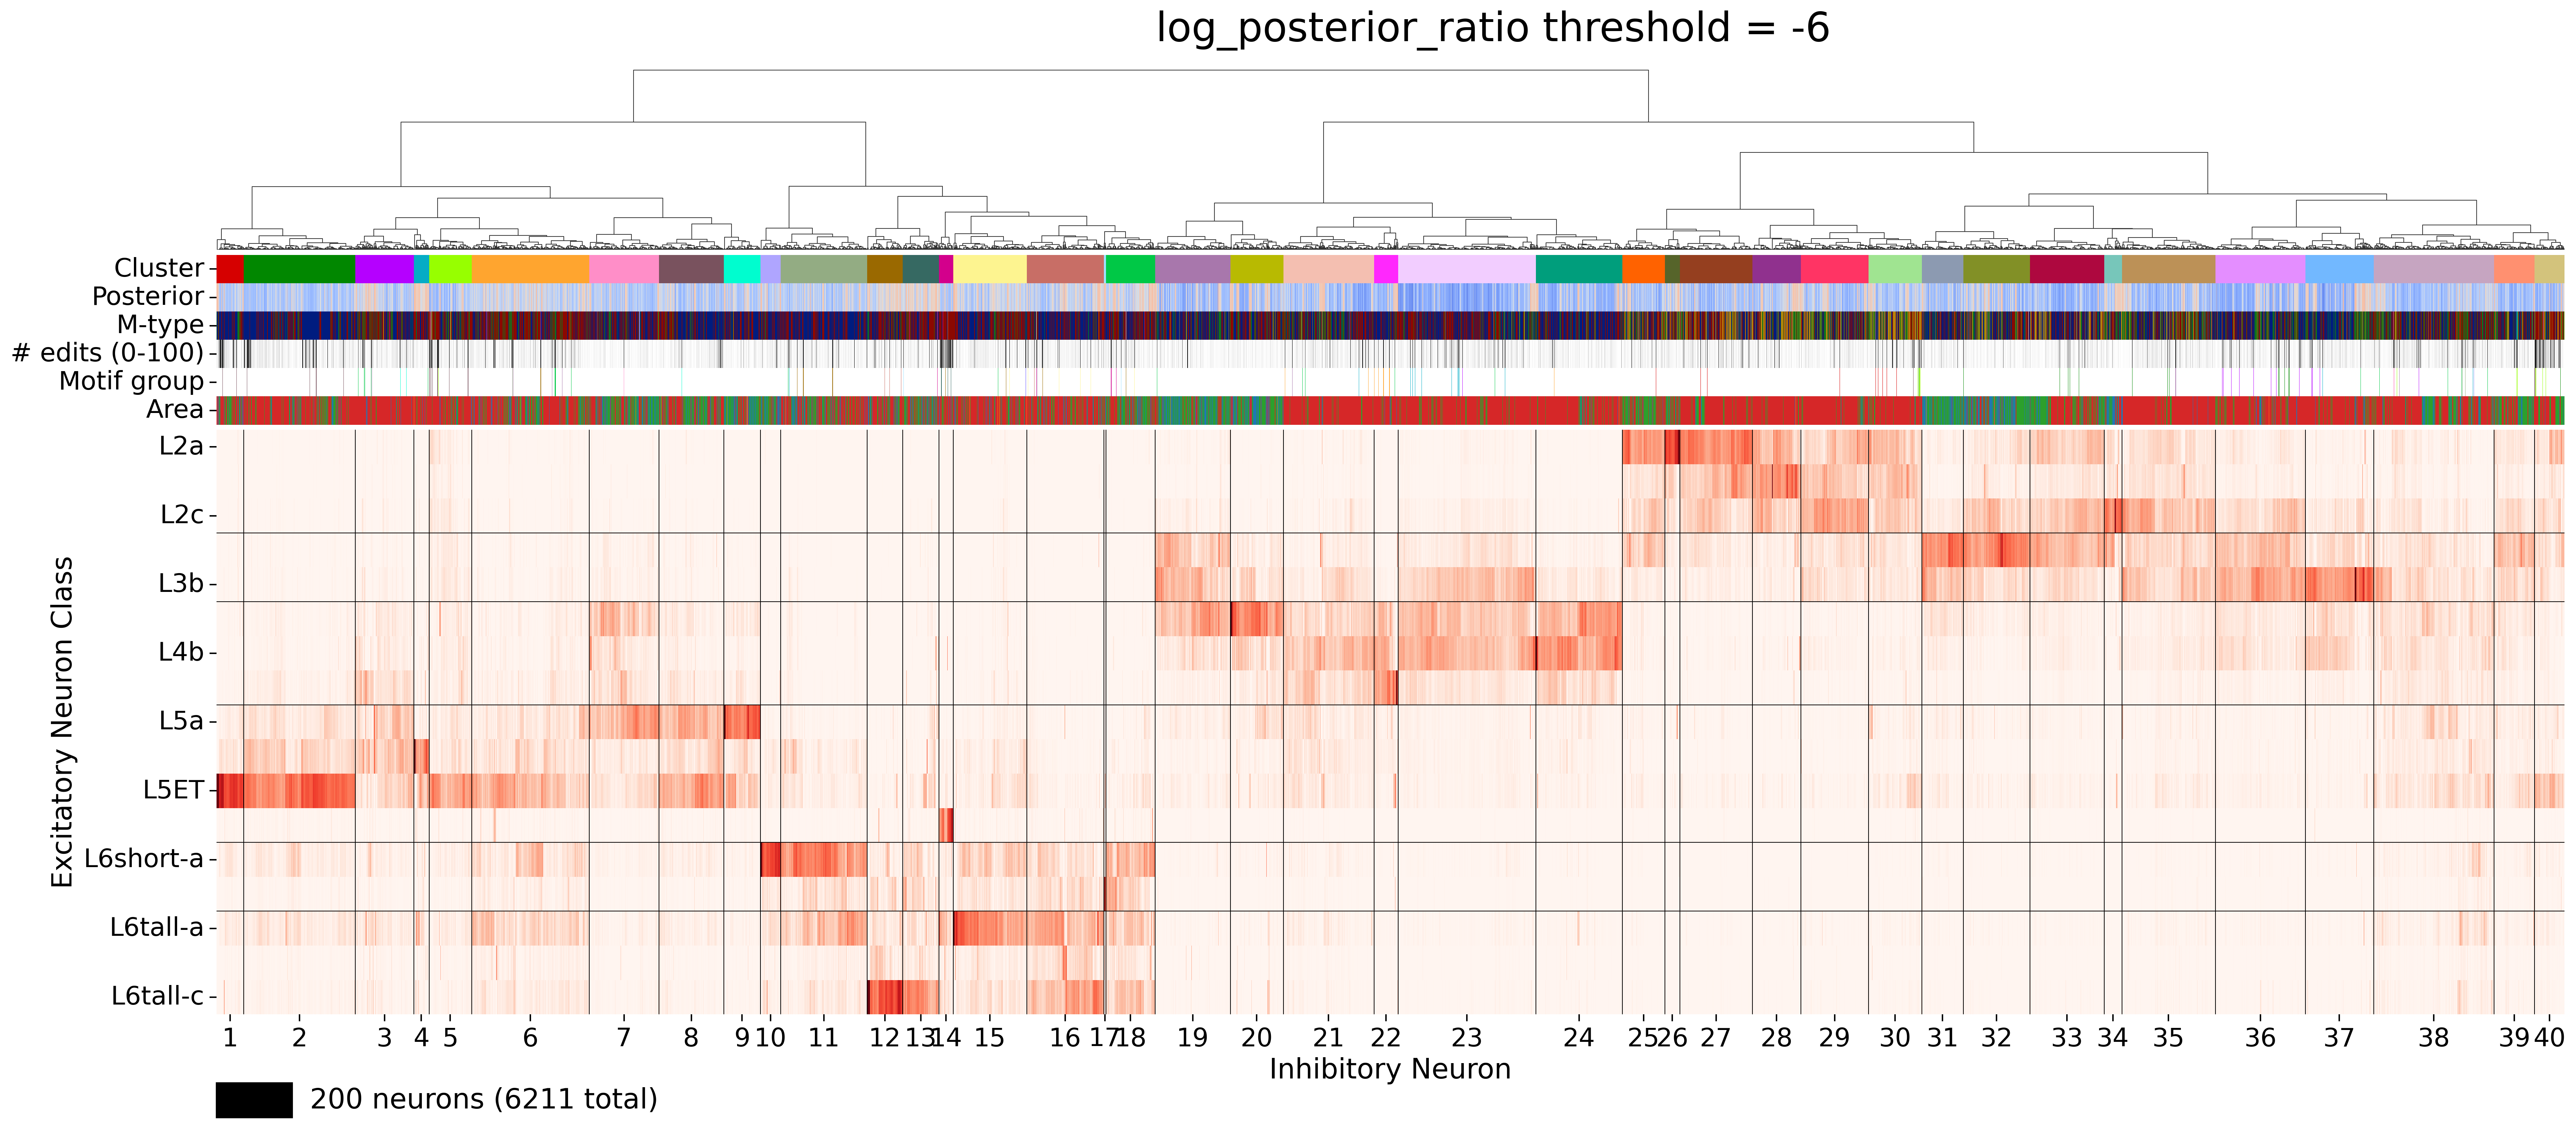 log_posterior_ratio threshold = -6
Cluster
Posterior
M-type
# edits (0-100)
Motif group
Area
L2a
L2c
L3b
L4b
L5a
L5ET
L6short-a
L6tall-a
L6tall-c
Excitatory Neuron Class
1 2 3 4 5 6 7 8 9 10 11 12 13 14 15 16 17 18 19 20 21 22 23 24 25 26 27 28 29 30 31 32 33 34 35 36 37 38 39 40
Inhibitory Neuron
200 neurons (6211 total)